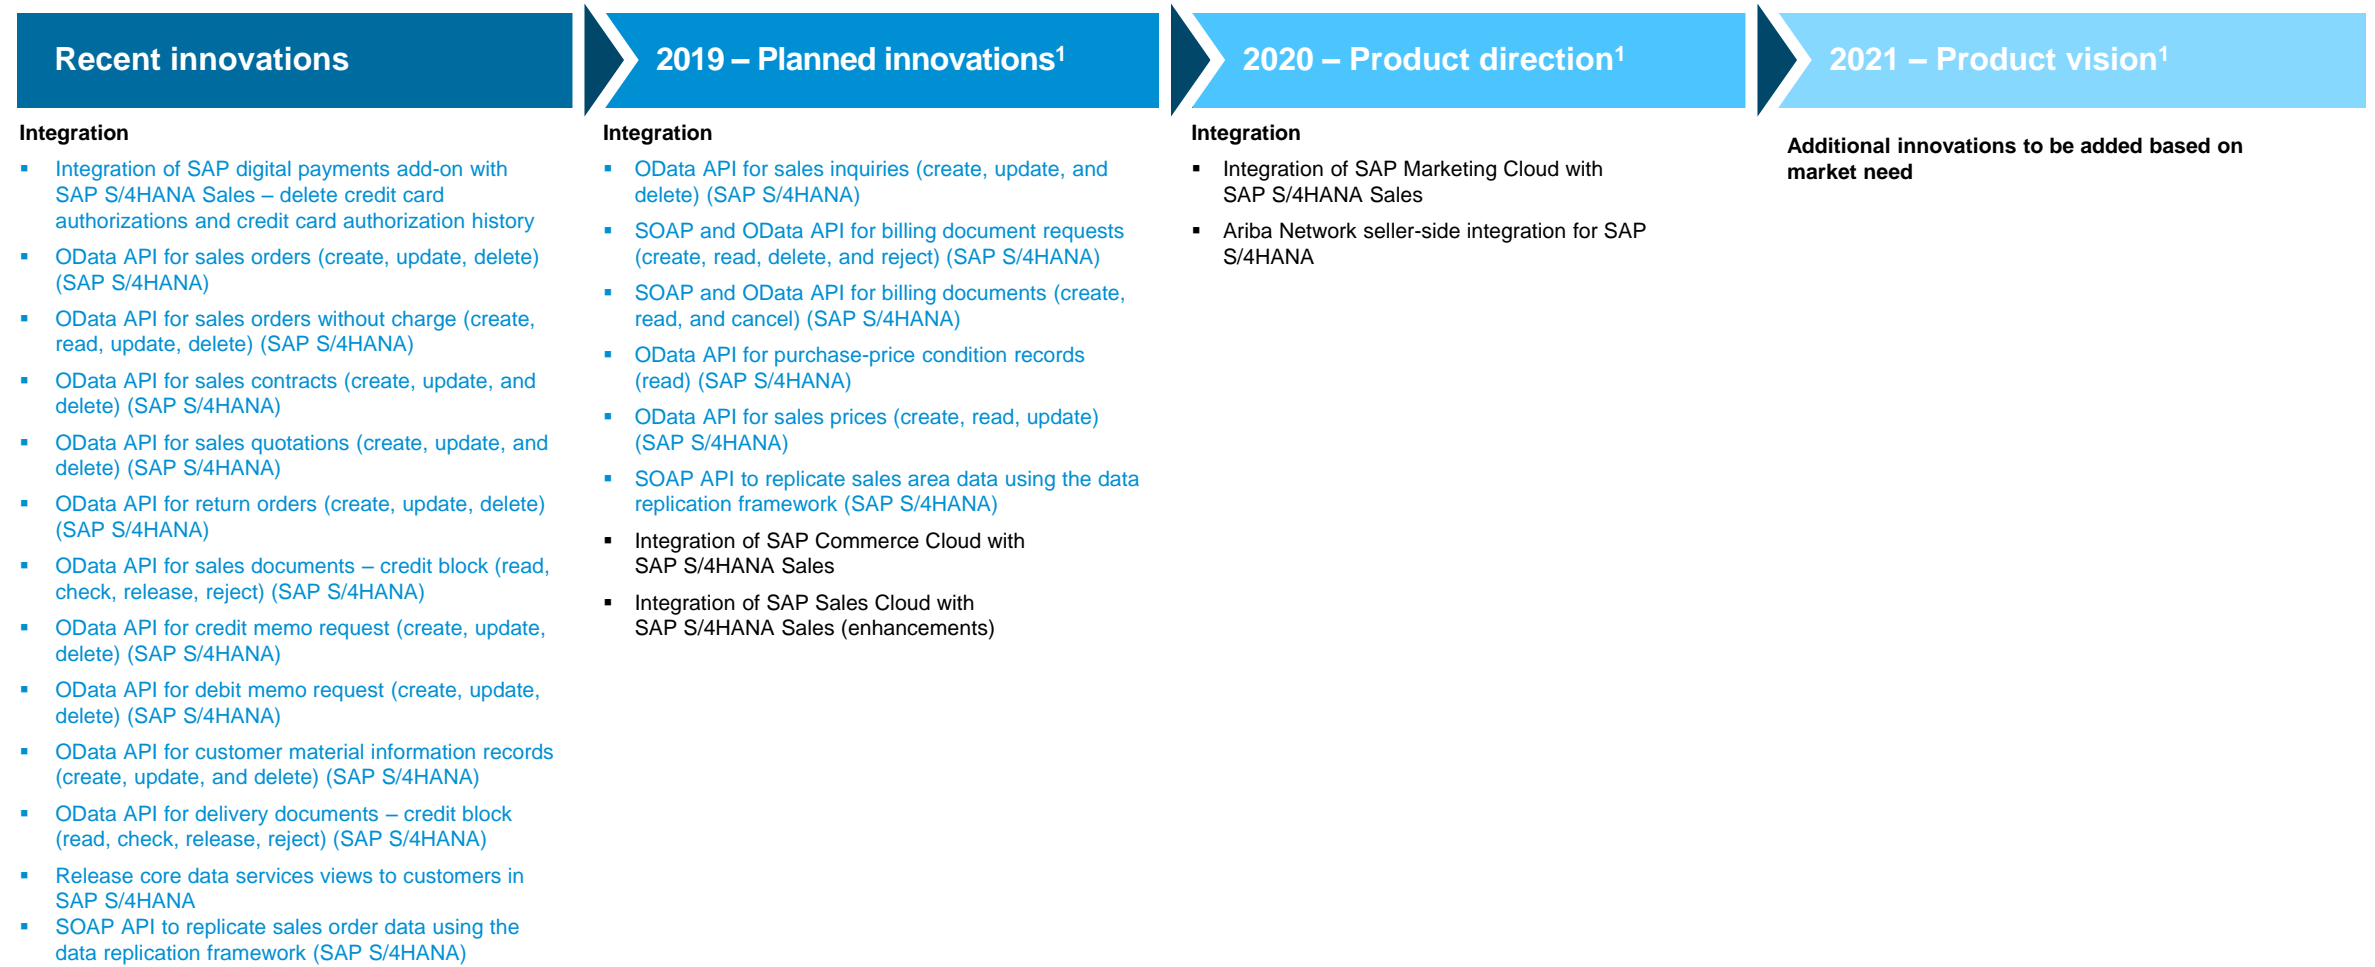 Recent innovations
Integration
▪ Integration of SAP digital payments add-on with
SAP S/4HANA Sales – delete credit card
authorizations and credit card authorization history
▪ OData API for sales orders (create, update, delete)
(SAP S/4HANA)
▪ OData API for sales orders without charge (create,
read, update, delete) (SAP S/4HANA)
▪ OData API for sales contracts (create, update, and
delete) (SAP S/4HANA)
▪ OData API for sales quotations (create, update, and
delete) (SAP S/4HANA)
▪ OData API for return orders (create, update, delete)
(SAP S/4HANA)
▪ OData API for sales documents – credit block (read,
check, release, reject) (SAP S/4HANA)
▪ OData API for credit memo request (create, update,
delete) (SAP S/4HANA)
▪ OData API for debit memo request (create, update,
delete) (SAP S/4HANA)
▪ OData API for customer material information records
(create, update, and delete) (SAP S/4HANA)
▪ OData API for delivery documents – credit block
(read, check, release, reject) (SAP S/4HANA)
▪ Release core data services views to customers in
SAP S/4HANA
▪ SOAP API to replicate sales order data using the
data replication framework (SAP S/4HANA)
2019 – Planned innovations¹
Integration
▪ OData API for sales inquiries (create, update, and
delete) (SAP S/4HANA)
▪ SOAP and OData API for billing document requests
(create, read, delete, and reject) (SAP S/4HANA)
▪ SOAP and OData API for billing documents (create,
read, and cancel) (SAP S/4HANA)
▪ OData API for purchase-price condition records
(read) (SAP S/4HANA)
▪ OData API for sales prices (create, read, update)
(SAP S/4HANA)
▪ SOAP API to replicate sales area data using the data
replication framework (SAP S/4HANA)
▪ Integration of SAP Commerce Cloud with
SAP S/4HANA Sales
▪ Integration of SAP Sales Cloud with
SAP S/4HANA Sales (enhancements)
2020 – Product direction¹
Integration
▪ Integration of SAP Marketing Cloud with
SAP S/4HANA Sales
▪ Ariba Network seller-side integration for SAP
S/4HANA
2021 – Product vision¹
Additional innovations to be added based on
market need